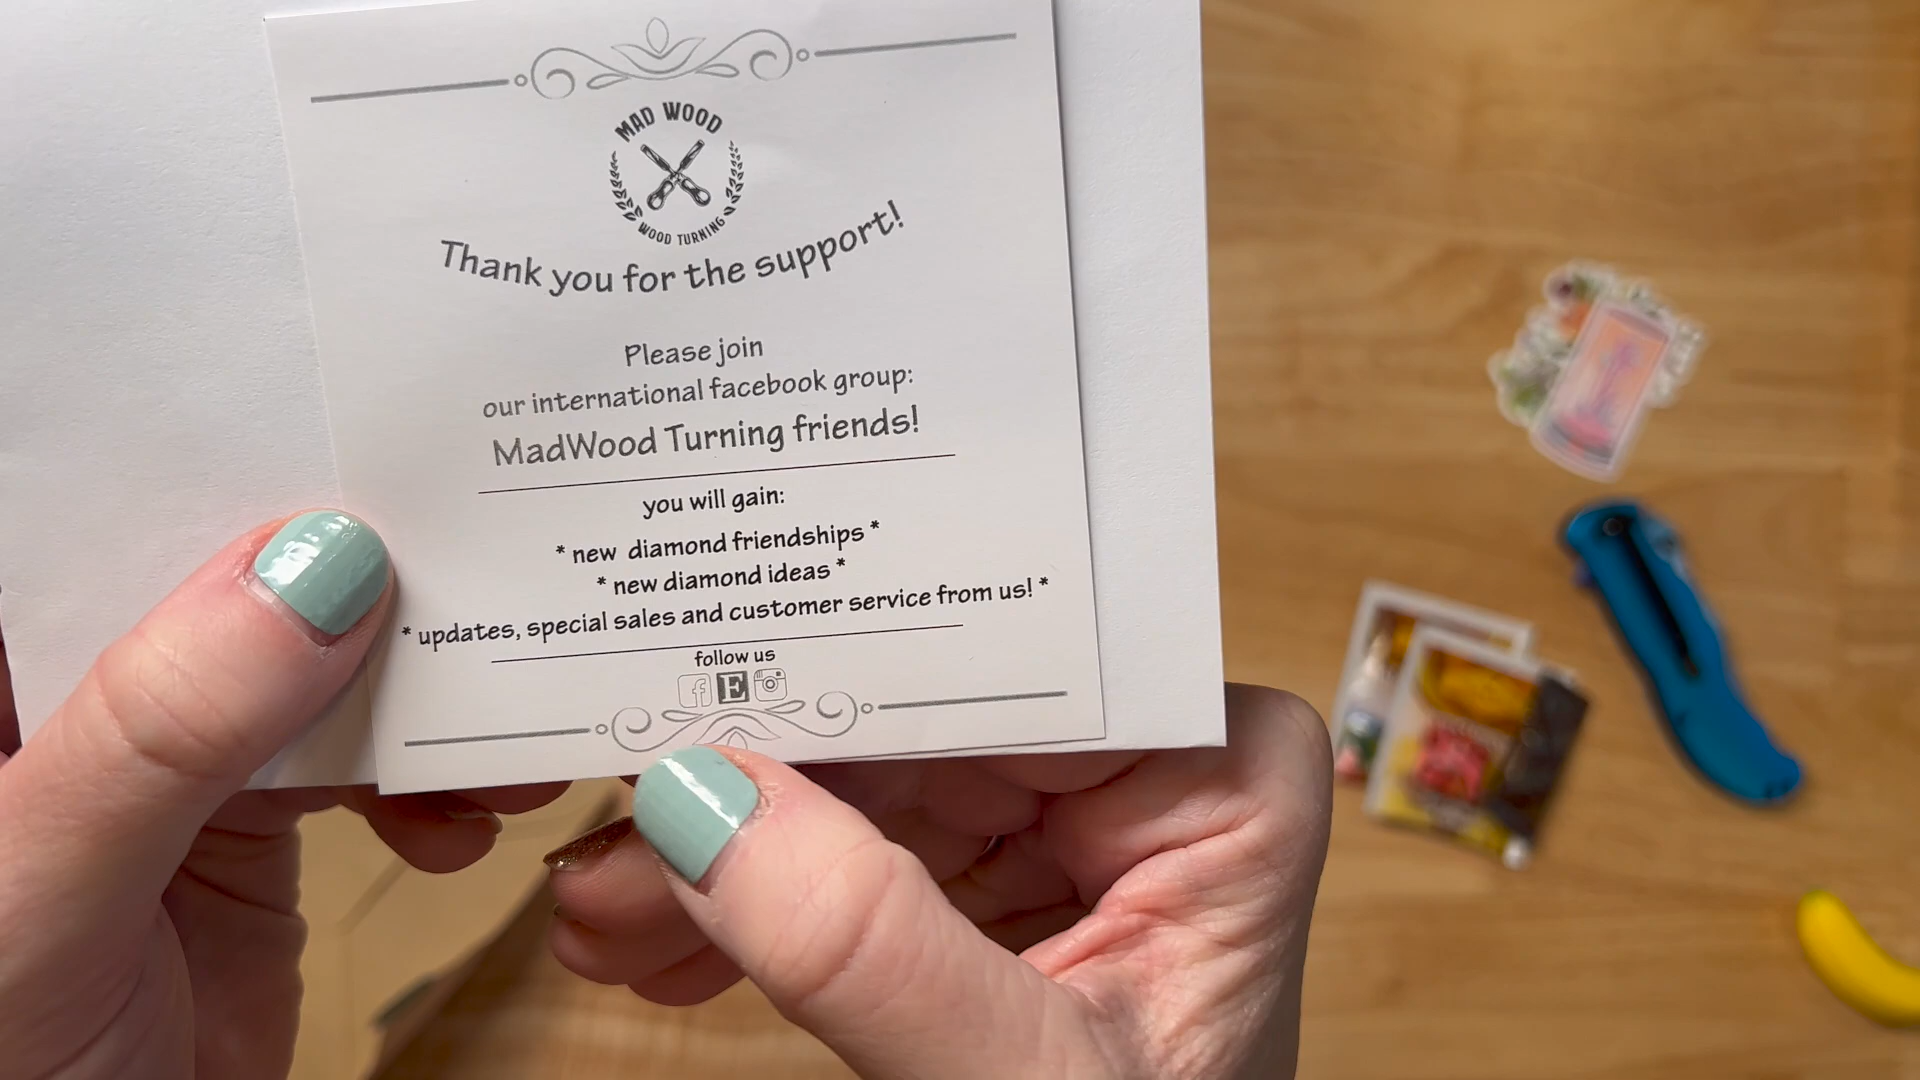 MAD WOOD
WOOD TURNING
Thank you for the support!
Please join
our international facebook group:
MadWood Turning friends!
you will gain:
* new diamond friendships *
* new diamond ideas *
* updates, special sales and customer service from us! *
follow us
f E